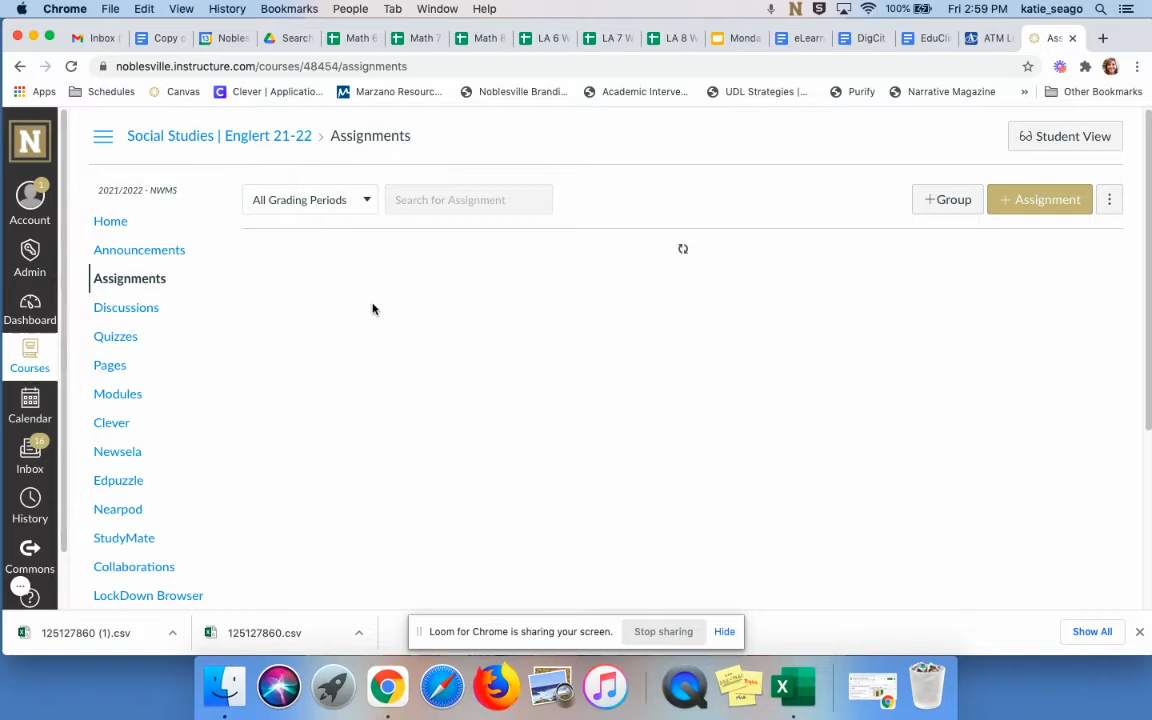 Chrome File Edit View History Bookmarks People Tab Window Help 100% Fri 2:59 PM katie_seago
Inbox Copy o Nobles Search Math 6 Math 7 Math 8 LA 6 W LA 7 W LA 8 W Monda eLearn DigCit EduCli ATM L Ass
noblesville.instructure.com/courses/48454/assignments
Apps Schedules Canvas Clever | Applicatio... Marzano Resourc... Noblesville Brandi... Academic Interve... UDL Strategies |... Purify Narrative Magazine » Other Bookmarks
N
Social Studies | Englert 21-22 › Assignments
Student View
2021/2022 - NWMS
All Grading Periods
Search for Assignment
+Group
+ Assignment
1
Account
Admin
Dashboard
Courses
Calendar
16
Inbox
History
Commons
Home
Announcements
Assignments
Discussions
Quizzes
Pages
Modules
Clever
Newsela
Edpuzzle
Nearpod
StudyMate
Collaborations
LockDown Browser
125127860 (1).csv
125127860.csv
Loom for Chrome is sharing your screen.
Stop sharing
Hide
Show All